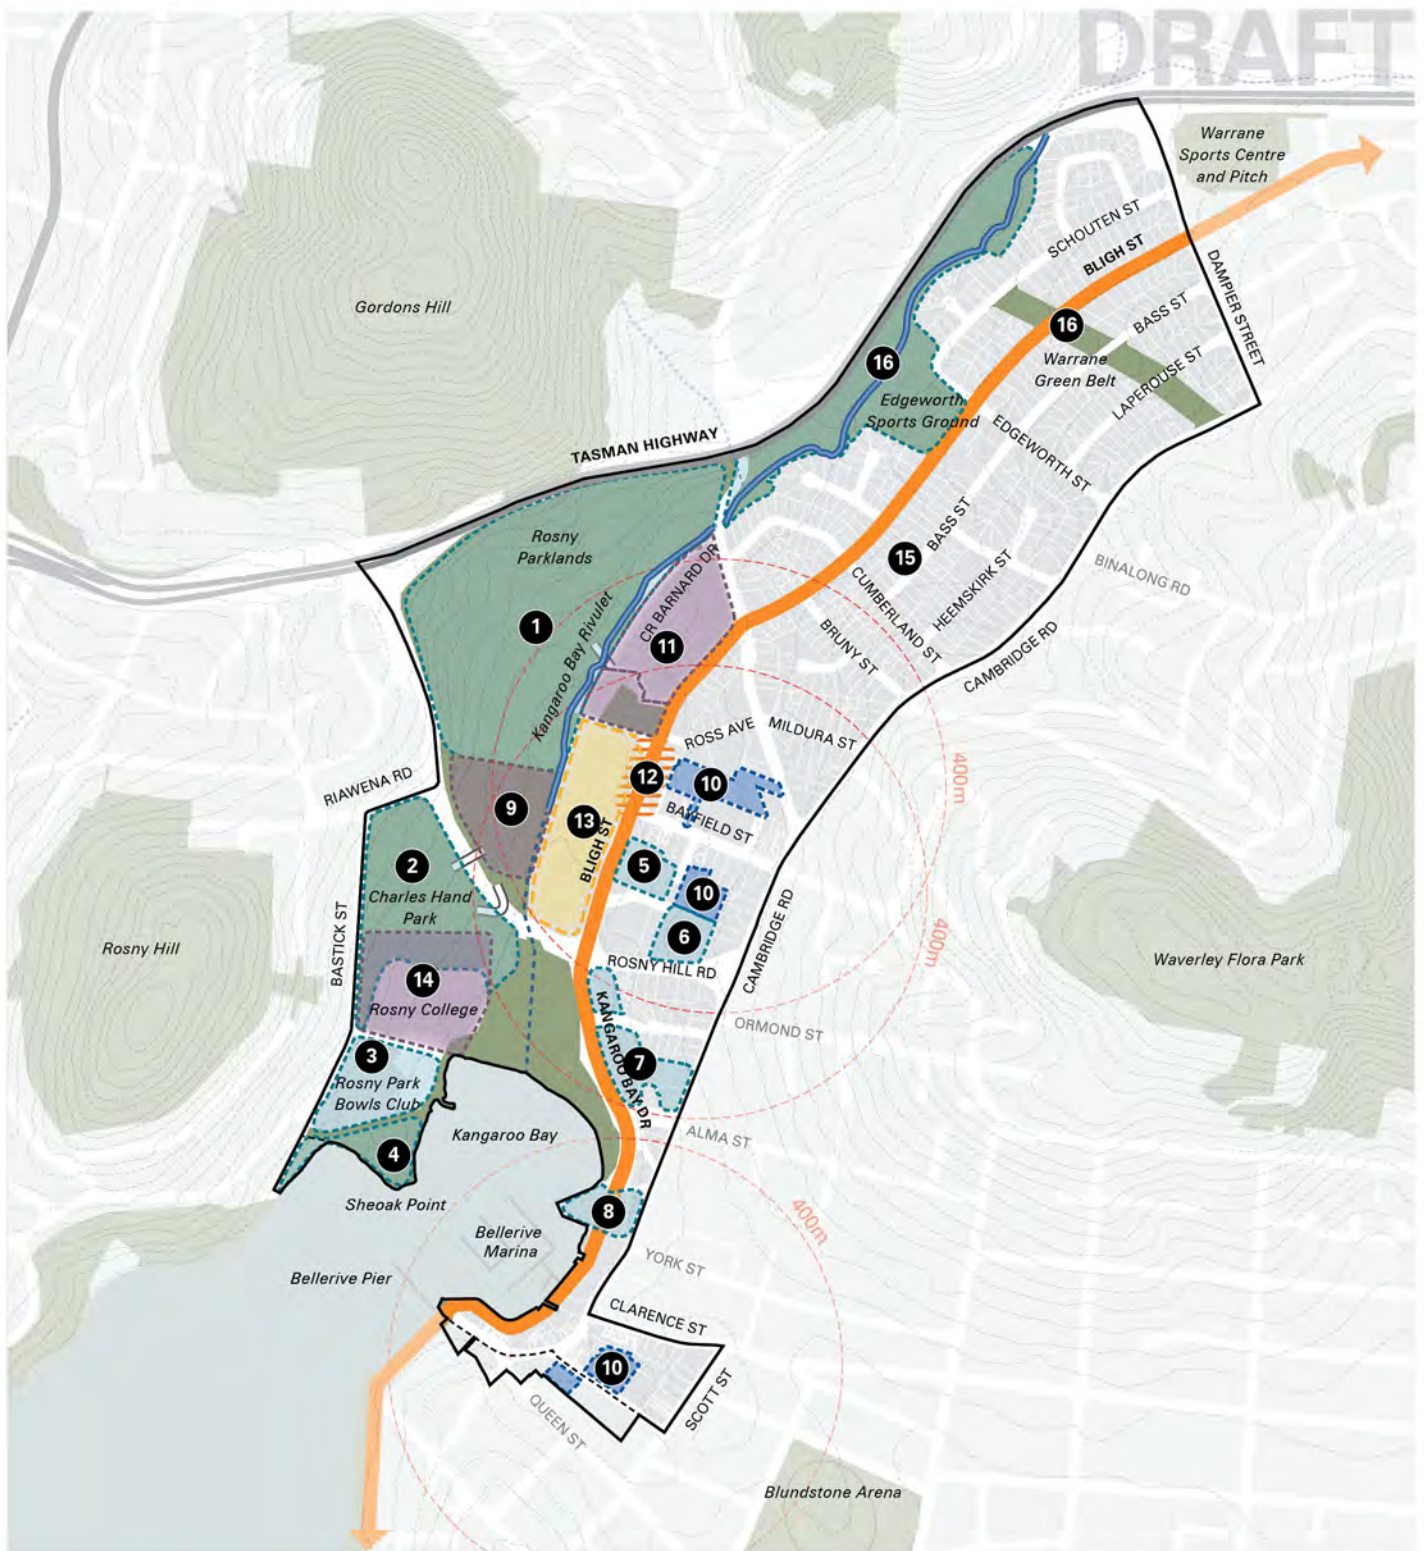 DRAFT
Warrane
Sports Centre
and Pitch
SCHOUTEN ST
BLIGH ST
DAMPIER STREET
Gordons Hill
BASS ST
16
Warrane
Green Belt
LAPEROUSE ST
16
Edgeworth
Sports Ground
EDGEWORTH ST
TASMAN HIGHWAY
Rosny
Parklands
BASS ST
15
HEEMSKIRK ST
BINALONG RD
CUMBERLAND ST
CR BARNARD DR
1
Kangaroo Bay Rivulet
11
BRUNY ST
CAMBRIDGE RD
ROSS AVE
MILDURA ST
400m
RIAWENA RD
12
10
9
13
BLIGH ST
BAYFIELD ST
2
Charles Hand
Park
5
10
CAMBRIDGE RD
400m
6
Rosny Hill
BASTICK ST
ROSNY HILL RD
Waverley Flora Park
14
Rosny College
KANGAROO BAY DR
ORMOND ST
3
Rosny Park
Bowls Club
7
Kangaroo Bay
ALMA ST
4
Sheoak Point
8
400m
Bellerive
Marina
Bellerive Pier
YORK ST
CLARENCE ST
10
SCOTT ST
QUEEN ST
Blundstone Arena